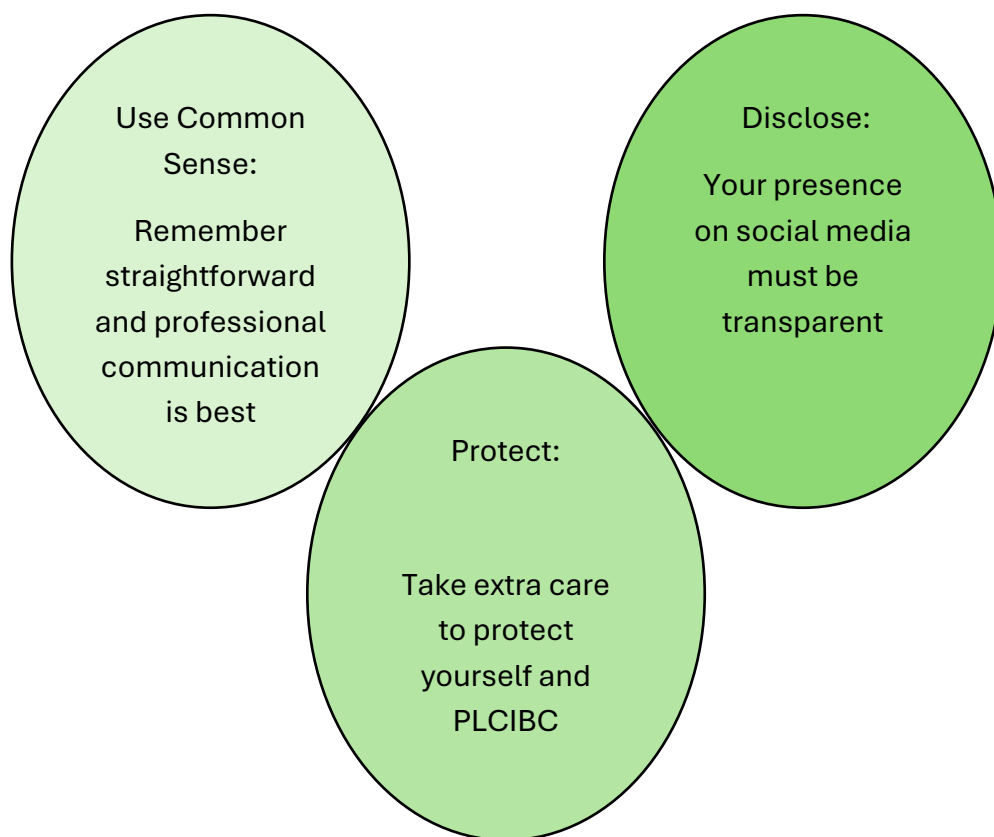 Use Common
Sense:
Remember
straightforward
and professional
communication
is best
Disclose:
Your presence
on social media
must be
transparent
Protect:
Take extra care
to protect
yourself and
PLCIBC